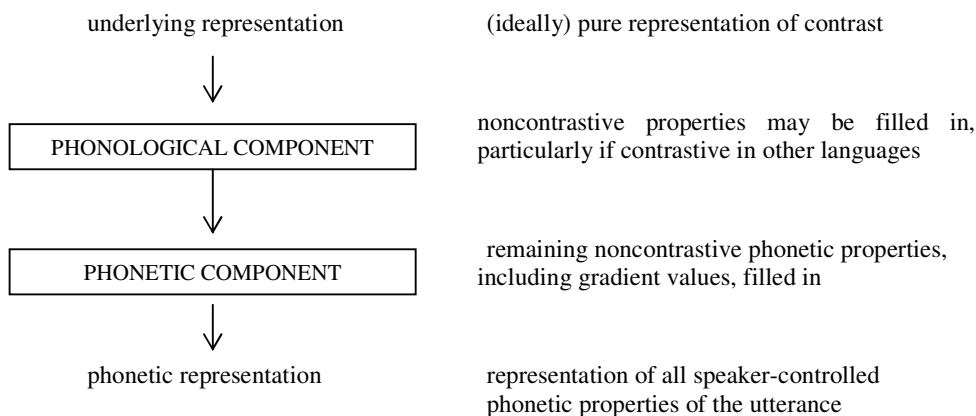 underlying representation
(ideally) pure representation of contrast
PHONOLOGICAL COMPONENT
noncontrastive properties may be filled in,
particularly if contrastive in other languages
PHONETIC COMPONENT
remaining noncontrastive phonetic properties,
including gradient values, filled in
phonetic representation
representation of all speaker-controlled
phonetic properties of the utterance